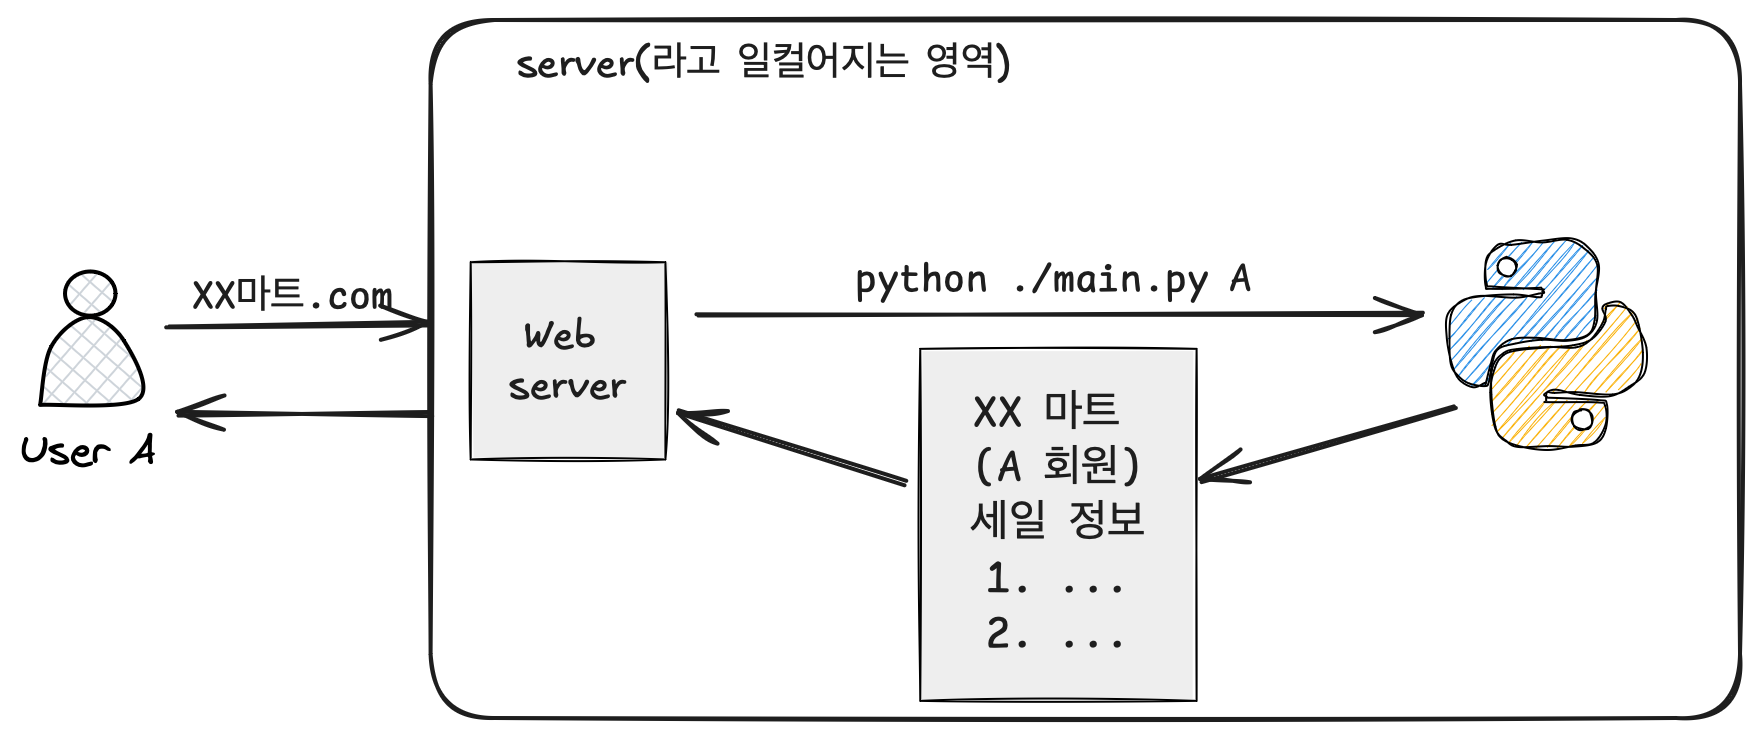 server(라고 일컬어지는 영역)
XX마트.com
Web
server
python ./main.py A
XX 마트
(A 회원)
세일 정보
1. ...
2. ...
User A